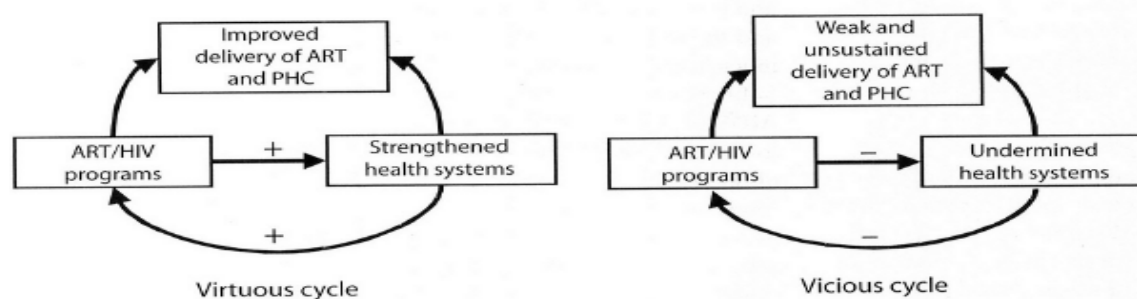 Improved
delivery of ART
and PHC
ART/HIV
programs
+
Strengthened
health systems
+
Virtuous cycle
Weak and
unsustained
delivery of ART
and PHC
ART/HIV
programs
−
Undermined
health systems
−
Vicious cycle